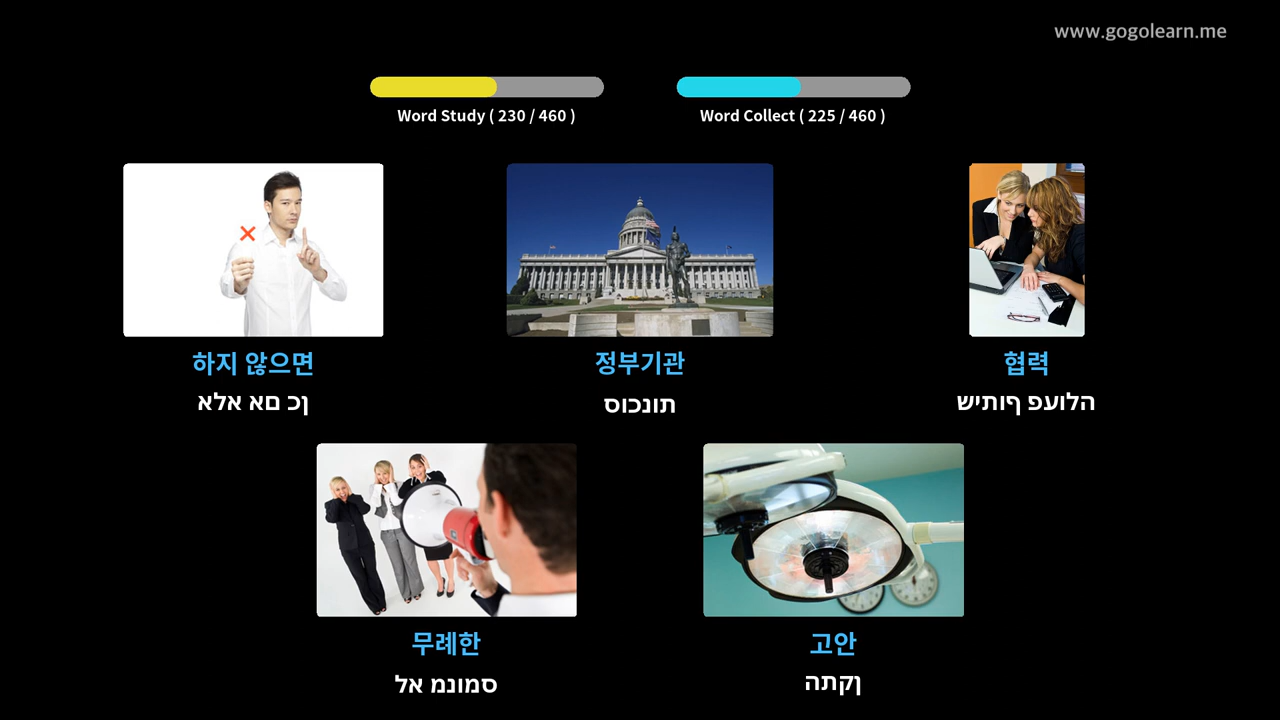 www.gogolearn.me
Word Study ( 230 / 460 )
Word Collect ( 225 / 460 )
하지 않으면
אלא אם כן
정부기관
סוכנות
협력
שיתוף פעולה
무례한
לא מנומס
고안
התקן